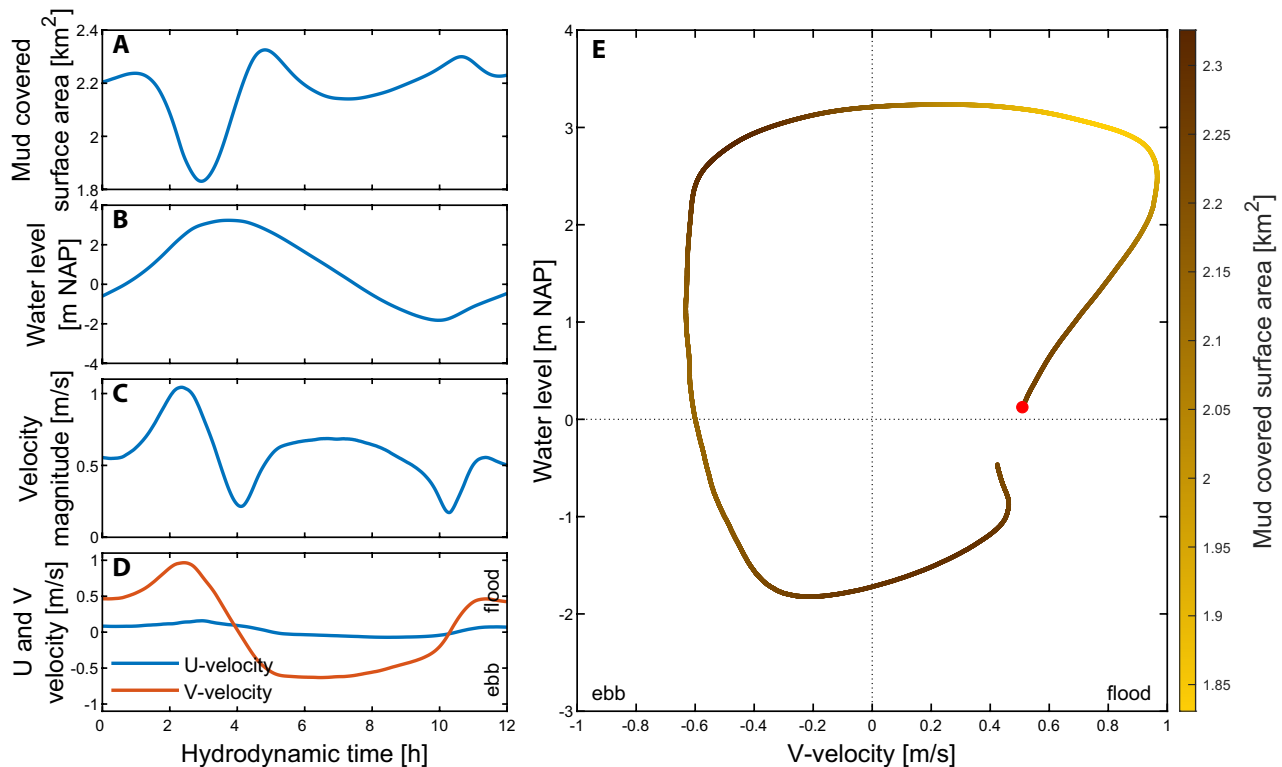 A
Mud covered
surface area [km2]
2.4
2.2
2
1.8
B
Water level
[m NAP]
4
2
0
-2
-4
C
Velocity
magnitude [m/s]
1
0.5
0
D
U and V
velocity [m/s]
1
0.5
0
-0.5
-1
flood
ebb
U-velocity
V-velocity
0 2 4 6 8 10 12
Hydrodynamic time [h]
E
Water level [m NAP]
4
3
2
1
0
-1
-2
-3
ebb
flood
-1 -0.8 -0.6 -0.4 -0.2 0 0.2 0.4 0.6 0.8 1
V-velocity [m/s]
2.3
2.25
2.2
2.15
2.1
2.05
2
1.95
1.9
1.85
Mud covered surface area [km2]